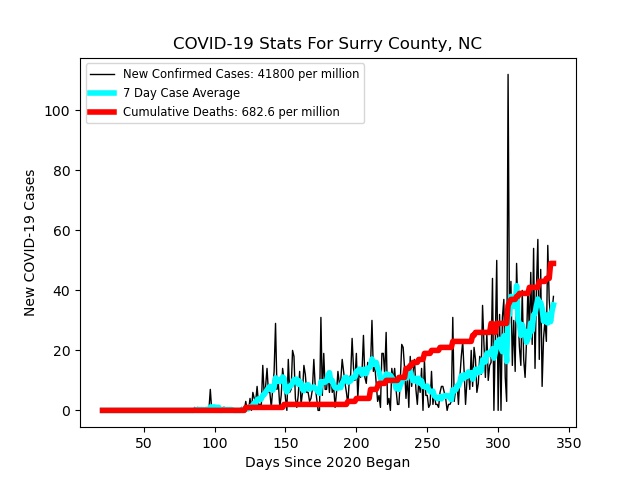 COVID-19 Stats For Surry County, NC
New Confirmed Cases: 41800 per million
7 Day Case Average
Cumulative Deaths: 682.6 per million
New COVID-19 Cases
100
80
60
40
20
0
50
100
150
200
250
300
350
Days Since 2020 Began